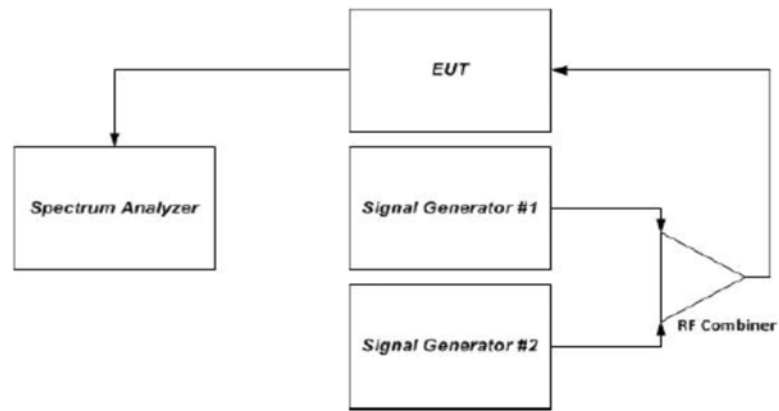 EUT
Spectrum Analyzer
Signal Generator #1
RF Combiner
Signal Generator #2